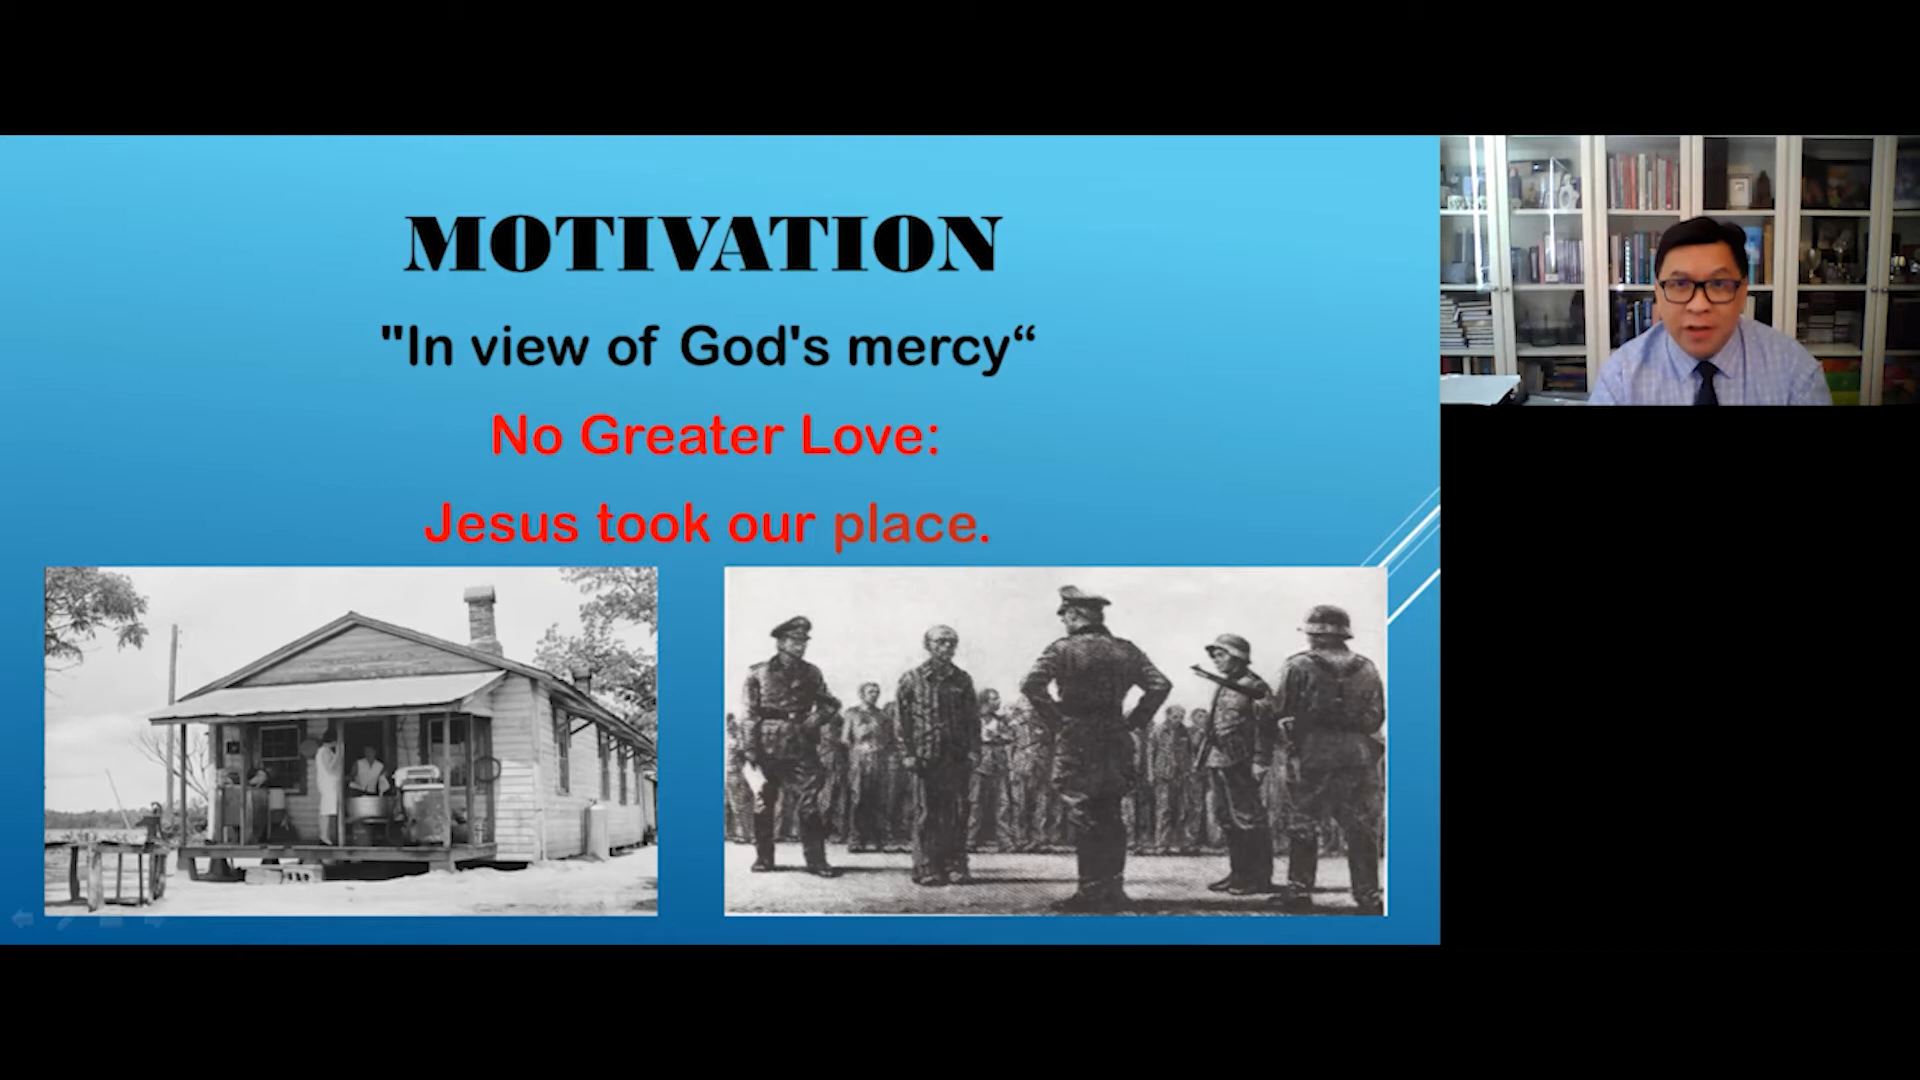 MOTIVATION
"In view of God's mercy“
No Greater Love:
Jesus took our place.